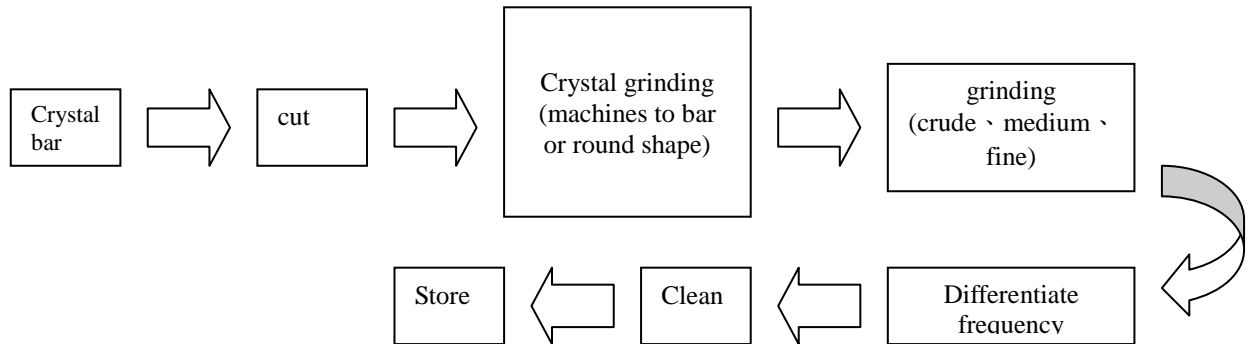 Crystal
bar
cut
Crystal grinding
(machines to bar
or round shape)
grinding
(crude、medium、
fine)
Differentiate
frequency
Clean
Store